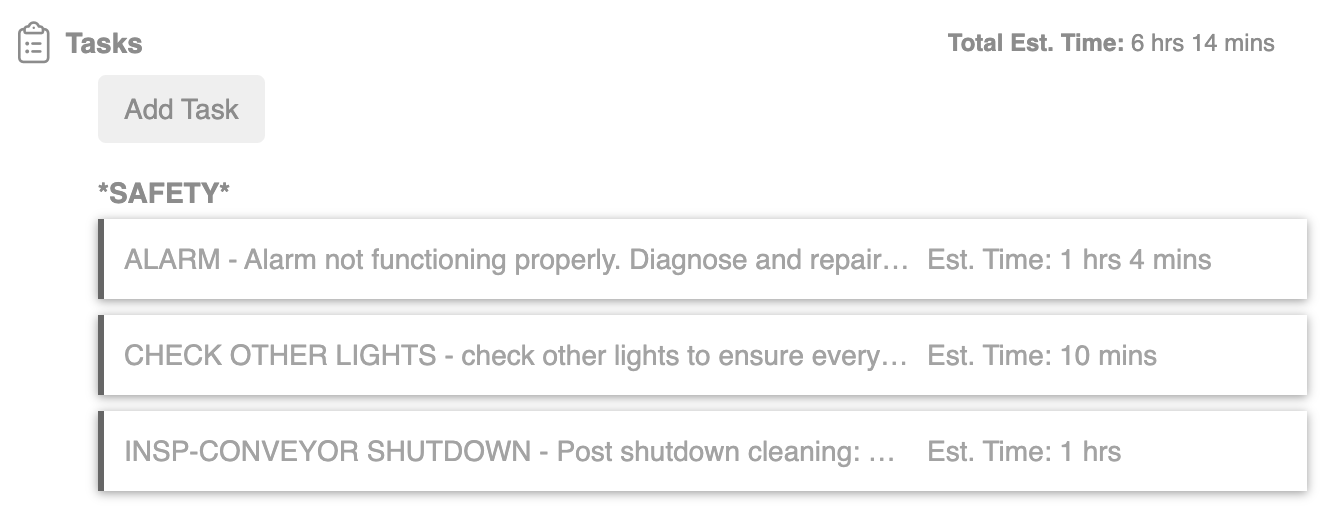 Tasks
Total Est. Time: 6 hrs 14 mins
Add Task
*SAFETY*
ALARM - Alarm not functioning properly. Diagnose and repair… Est. Time: 1 hrs 4 mins
CHECK OTHER LIGHTS - check other lights to ensure every… Est. Time: 10 mins
INSP-CONVEYOR SHUTDOWN - Post shutdown cleaning: … Est. Time: 1 hrs